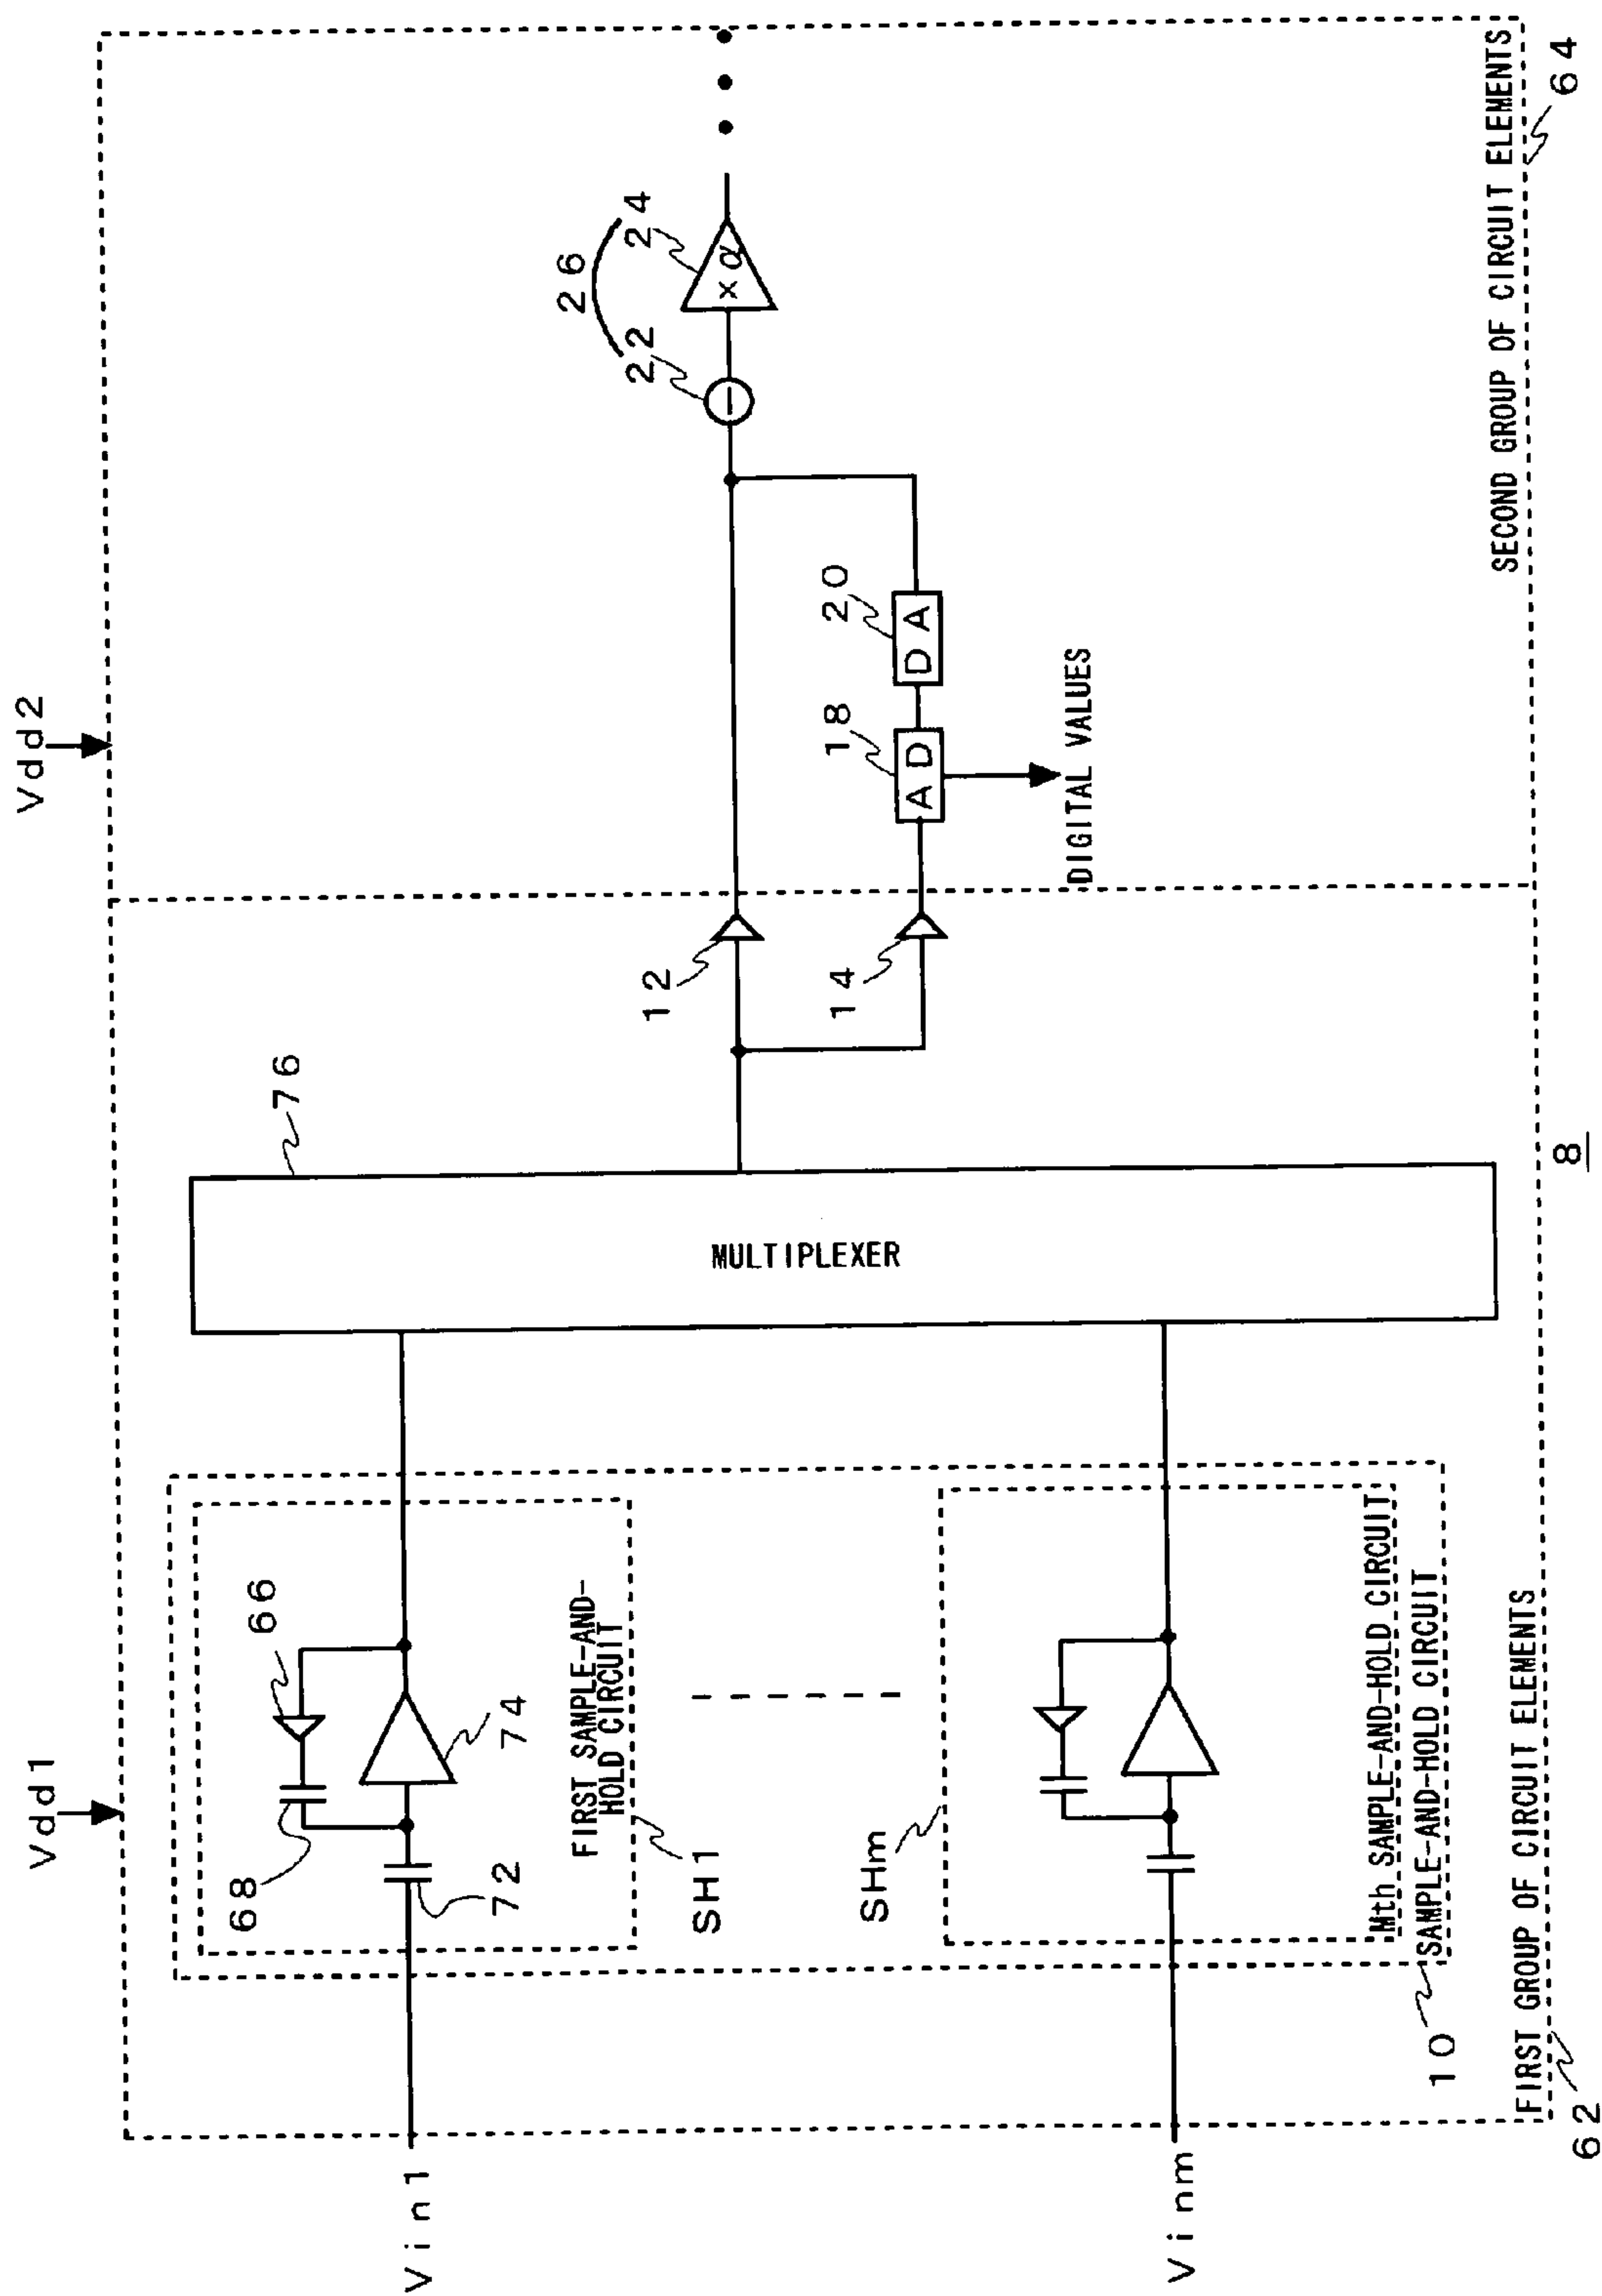 Vdd1
Vdd2
68
66
72
74
FIRST SAMPLE-AND-
HOLD CIRCUIT
SH1
SHm
Mth SAMPLE-AND-HOLD CIRCUIT
10
SAMPLE-AND-HOLD CIRCUIT
Vin1
Vinm
76
MULTIPLEXER
12
14
18
AD
20
DA
DIGITAL VALUES
26
22
24
−
×α
FIRST GROUP OF CIRCUIT ELEMENTS
62
SECOND GROUP OF CIRCUIT ELEMENTS
64
8